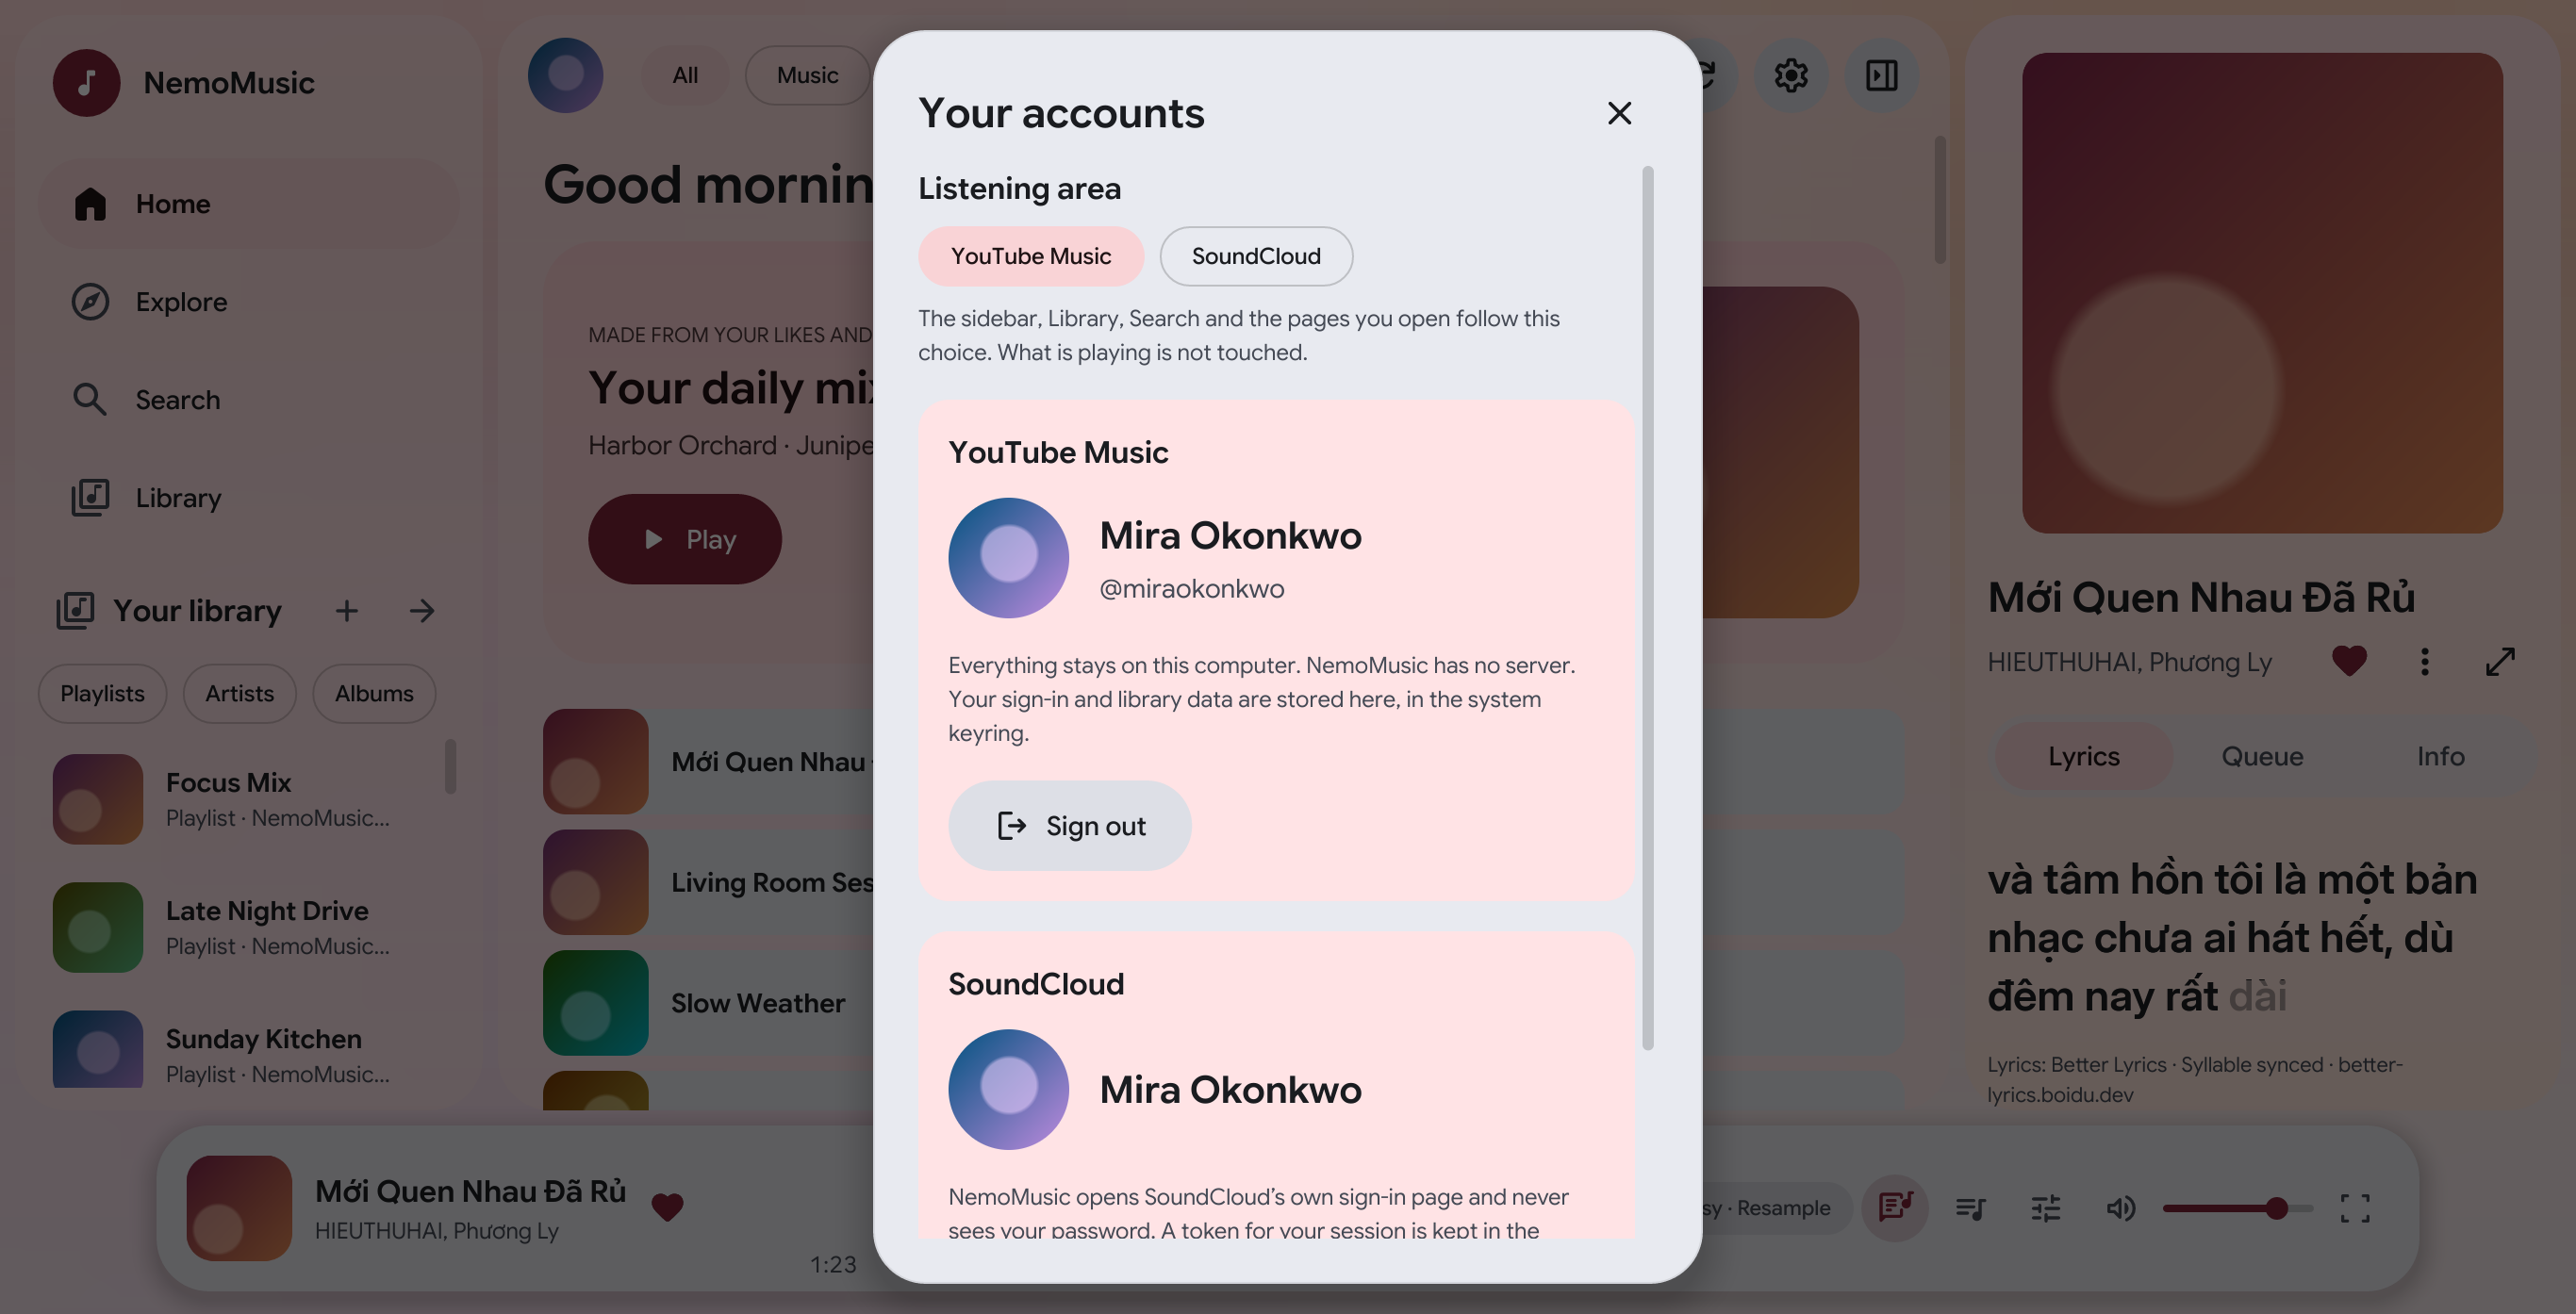 NemoMusic
Home
Explore
Search
Library
Your library
Playlists
Artists
Albums
Focus Mix
Playlist · NemoMusic...
Late Night Drive
Playlist · NemoMusic...
Sunday Kitchen
Playlist · NemoMusic...
All
Music
Good mornin
MADE FROM YOUR LIKES AND
Your daily mix
Harbor Orchard · Junipe
Play
Mới Quen Nhau
Living Room Ses
Slow Weather
Your accounts
Listening area
YouTube Music
SoundCloud
The sidebar, Library, Search and the pages you open follow this
choice. What is playing is not touched.
YouTube Music
Mira Okonkwo
@miraokonkwo
Everything stays on this computer. NemoMusic has no server.
Your sign-in and library data are stored here, in the system
keyring.
Sign out
SoundCloud
Mira Okonkwo
NemoMusic opens SoundCloud’s own sign-in page and never
sees your password. A token for your session is kept in the
Mới Quen Nhau Đã Rủ
HIEUTHUHAI, Phương Ly
Lyrics
Queue
Info
và tâm hồn tôi là một bản
nhạc chưa ai hát hết, dù
đêm nay rất dài
Lyrics: Better Lyrics · Syllable synced · better-
lyrics.boidu.dev
Mới Quen Nhau Đã Rủ
HIEUTHUHAI, Phương Ly
1:23
sy · Resample